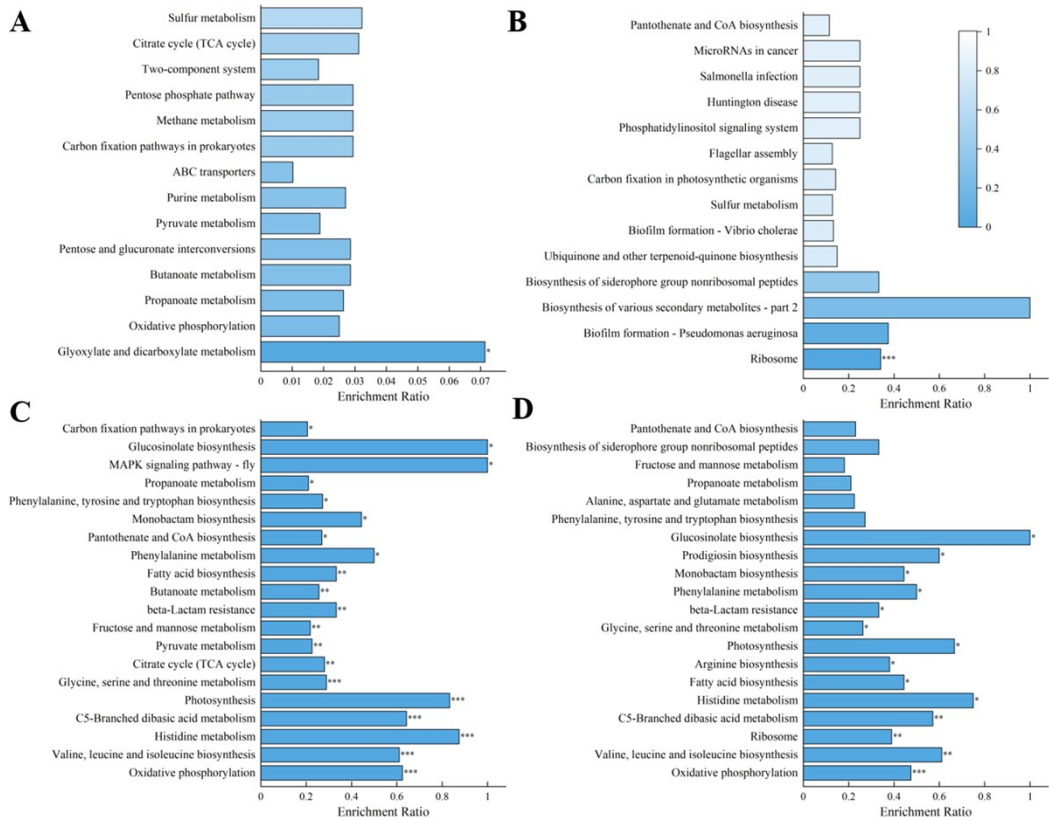 A
Sulfur metabolism
Citrate cycle (TCA cycle)
Two-component system
Pentose phosphate pathway
Methane metabolism
Carbon fixation pathways in prokaryotes
ABC transporters
Purine metabolism
Pyruvate metabolism
Pentose and glucuronate interconversions
Butanoate metabolism
Propanoate metabolism
Oxidative phosphorylation
Glyoxylate and dicarboxylate metabolism *
0 0.01 0.02 0.03 0.04 0.05 0.06 0.07
Enrichment Ratio
B
Pantothenate and CoA biosynthesis
MicroRNAs in cancer
Salmonella infection
Huntington disease
Phosphatidylinositol signaling system
Flagellar assembly
Carbon fixation in photosynthetic organisms
Sulfur metabolism
Biofilm formation - Vibrio cholerae
Ubiquinone and other terpenoid-quinone biosynthesis
Biosynthesis of siderophore group nonribosomal peptides
Biosynthesis of various secondary metabolites - part 2
Biofilm formation - Pseudomonas aeruginosa
Ribosome ***
0 0.2 0.4 0.6 0.8 1
Enrichment Ratio
1
0.8
0.6
0.4
0.2
0
C
Carbon fixation pathways in prokaryotes *
Glucosinolate biosynthesis *
MAPK signaling pathway - fly *
Propanoate metabolism *
Phenylalanine, tyrosine and tryptophan biosynthesis *
Monobactam biosynthesis *
Pantothenate and CoA biosynthesis *
Phenylalanine metabolism *
Fatty acid biosynthesis **
Butanoate metabolism **
beta-Lactam resistance **
Fructose and mannose metabolism **
Pyruvate metabolism **
Citrate cycle (TCA cycle) **
Glycine, serine and threonine metabolism ***
Photosynthesis ***
C5-Branched dibasic acid metabolism ***
Histidine metabolism ***
Valine, leucine and isoleucine biosynthesis ***
Oxidative phosphorylation ***
0 0.2 0.4 0.6 0.8 1
Enrichment Ratio
D
Pantothenate and CoA biosynthesis
Biosynthesis of siderophore group nonribosomal peptides
Fructose and mannose metabolism
Propanoate metabolism
Alanine, aspartate and glutamate metabolism
Phenylalanine, tyrosine and tryptophan biosynthesis
Glucosinolate biosynthesis *
Prodigiosin biosynthesis *
Monobactam biosynthesis *
Phenylalanine metabolism *
beta-Lactam resistance *
Glycine, serine and threonine metabolism *
Photosynthesis *
Arginine biosynthesis *
Fatty acid biosynthesis *
Histidine metabolism *
C5-Branched dibasic acid metabolism **
Ribosome **
Valine, leucine and isoleucine biosynthesis **
Oxidative phosphorylation ***
0 0.2 0.4 0.6 0.8 1
Enrichment Ratio